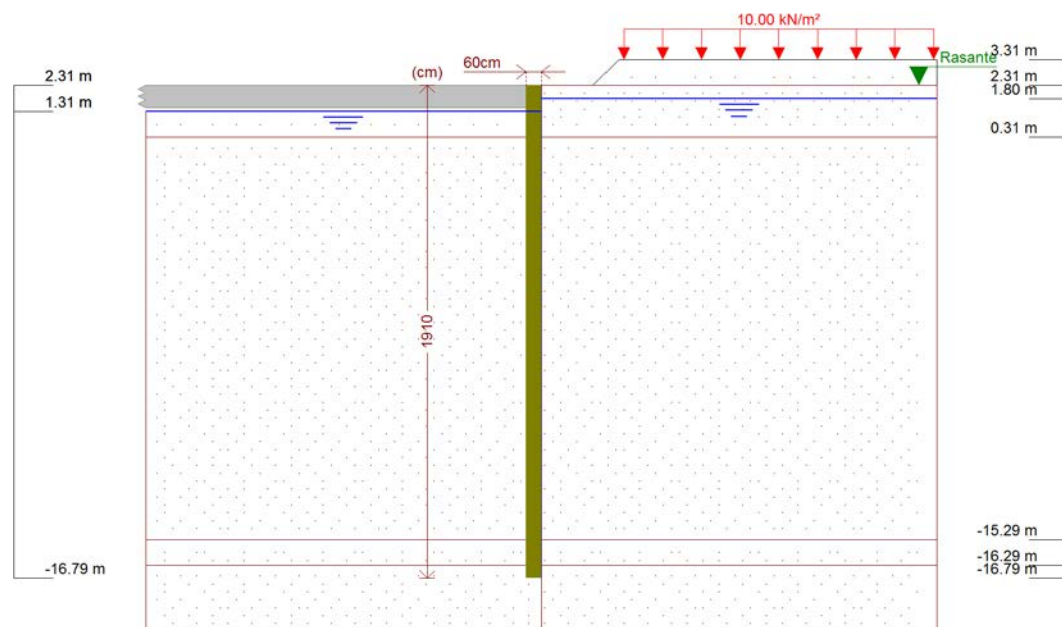 10.00 kN/m²
3.31 m
Rasante
60cm
(cm)
2.31 m
2.31 m
1.80 m
1.31 m
0.31 m
1910
-15.29 m
-16.29 m
-16.79 m
-16.79 m